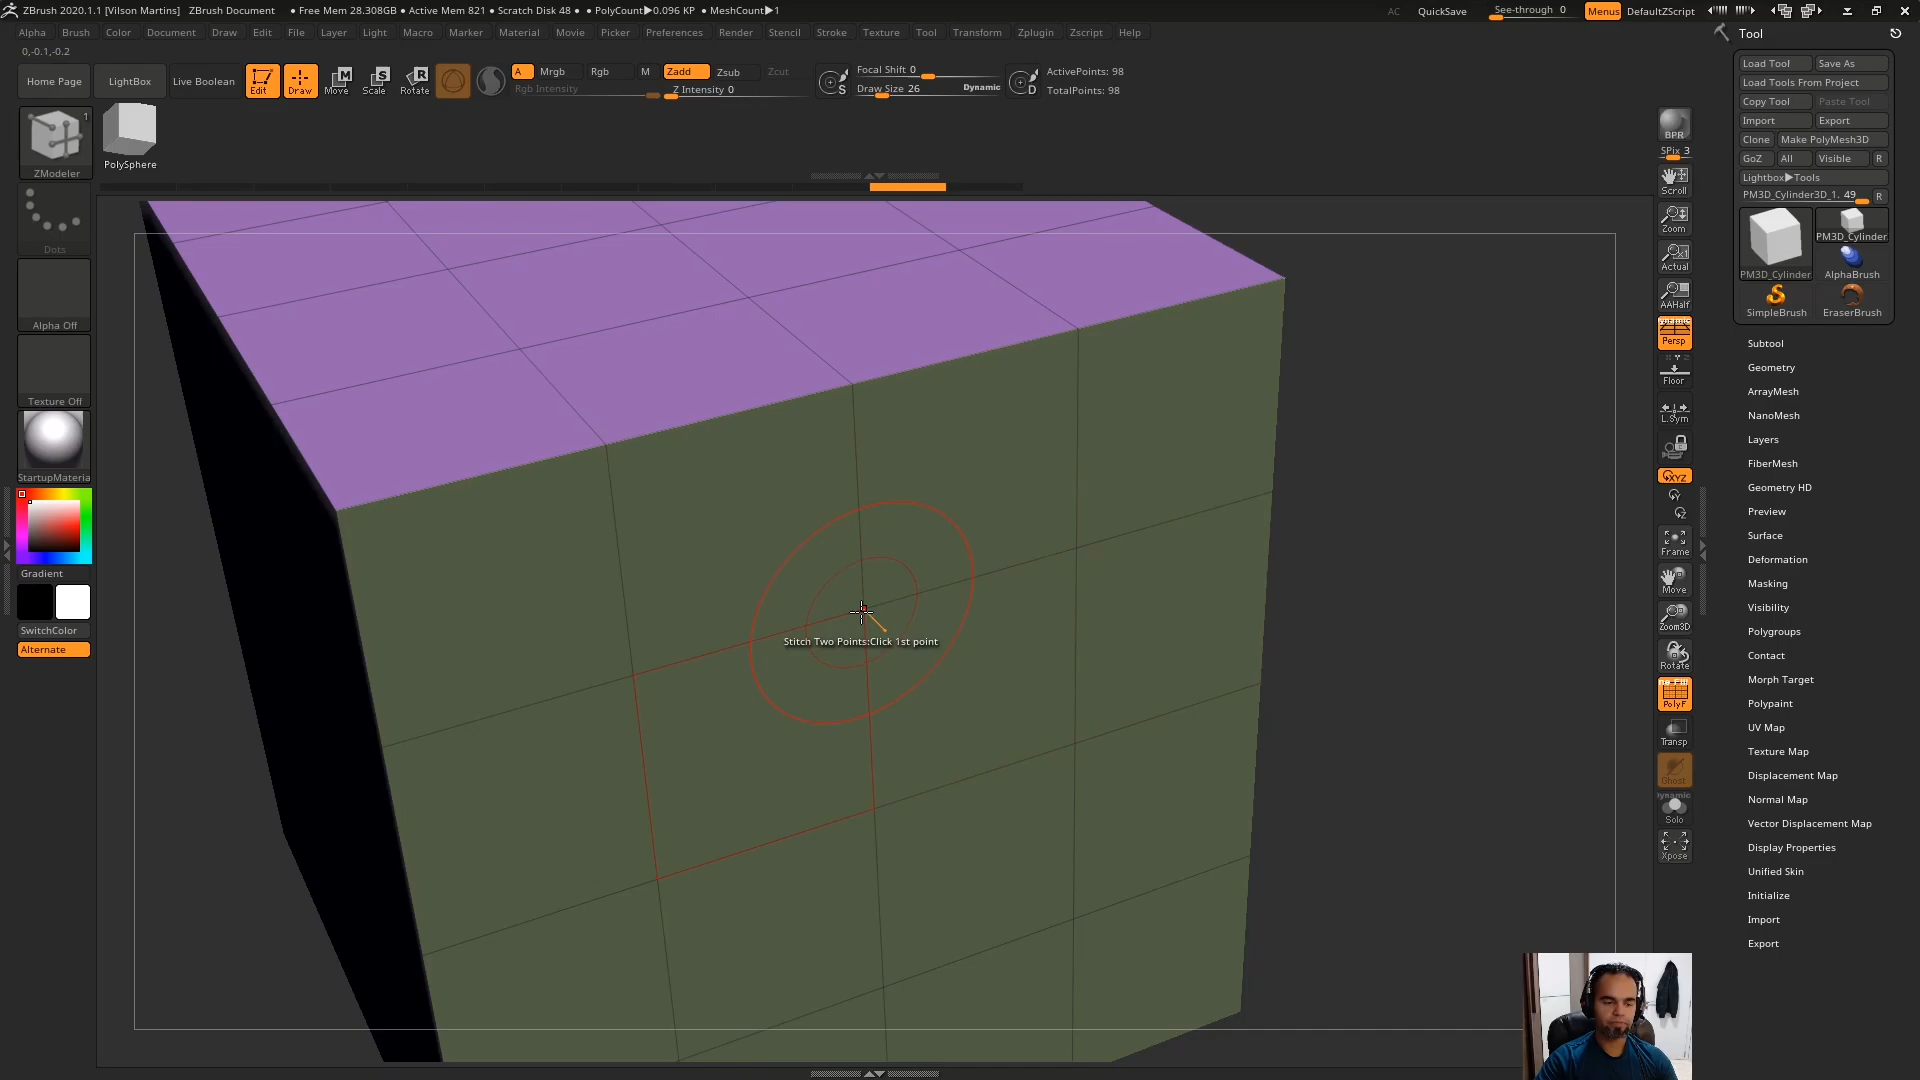 ZBrush 2020.1.1 [Vilson Martins] ZBrush Document • Free Mem 28.308GB • Active Mem 821 • Scratch Disk 48 • PolyCount▶0.096 KP • MeshCount▶1
AC QuickSave See-through 0 Menus DefaultZScript
Alpha Brush Color Document Draw Edit File Layer Light Macro Marker Material Movie Picker Preferences Render Stencil Stroke Texture Tool Transform Zplugin Zscript Help
Tool
0,-0.1,-0.2
Home Page LightBox Live Boolean Edit Draw Move Scale Rotate
A Mrgb Rgb M Zadd Zsub Zcut
Rgb Intensity Z Intensity 0
Focal Shift 0
Draw Size 26 Dynamic
ActivePoints: 98
TotalPoints: 98
1
ZModeler
PolySphere
Dots
Alpha Off
Texture Off
StartupMateria
Gradient
SwitchColor
Alternate
Stitch Two Points:Click 1st point
BPR
SPix 3
Scroll
Zoom
Actual
AAHalf
Dynamic
Persp
Floor
L.Sym
XYZ
Y
Z
Frame
Move
Zoom3D
Rotate
PolyF
Transp
Ghost
Dynamic
Solo
Xpose
Load Tool Save As
Load Tools From Project
Copy Tool Paste Tool
Import Export
Clone Make PolyMesh3D
GoZ All Visible R
Lightbox▶Tools
PM3D_Cylinder3D_1. 49 R
PM3D_Cylinder
PM3D_Cylinder AlphaBrush
SimpleBrush EraserBrush
Subtool
Geometry
ArrayMesh
NanoMesh
Layers
FiberMesh
Geometry HD
Preview
Surface
Deformation
Masking
Visibility
Polygroups
Contact
Morph Target
Polypaint
UV Map
Texture Map
Displacement Map
Normal Map
Vector Displacement Map
Display Properties
Unified Skin
Initialize
Import
Export